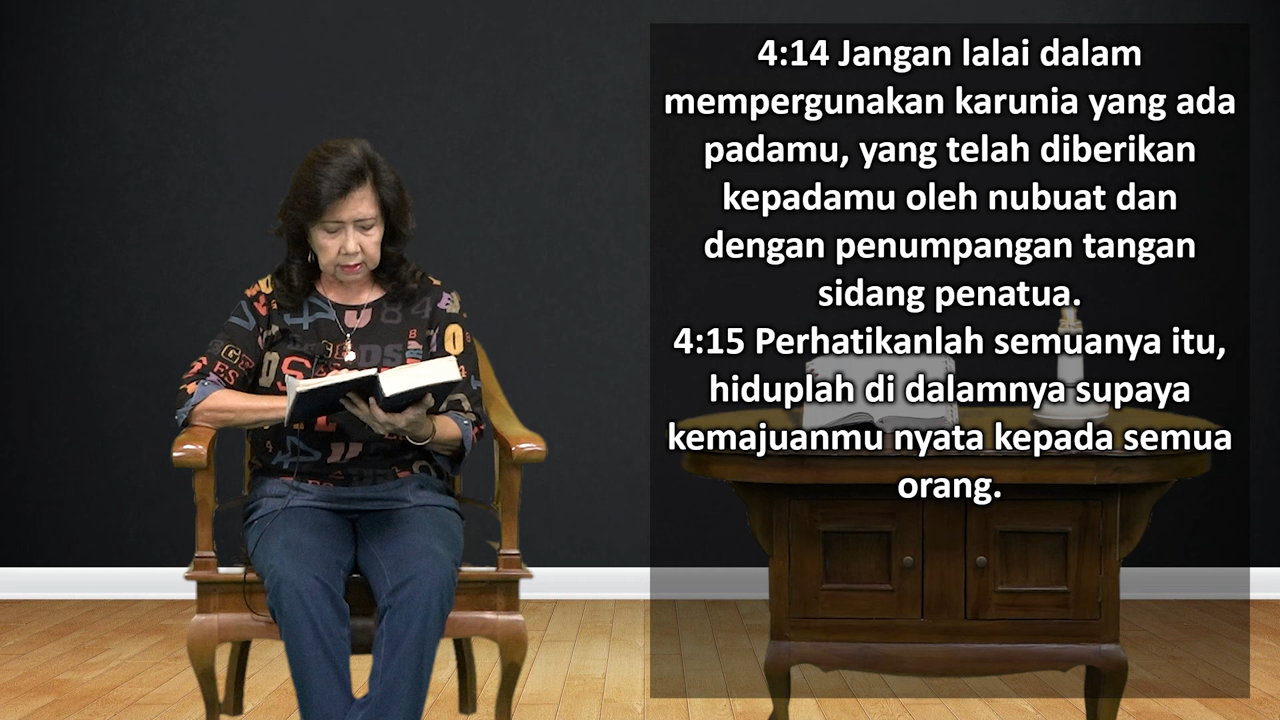 4:14 Jangan lalai dalam
mempergunakan karunia yang ada
padamu, yang telah diberikan
kepadamu oleh nubuat dan
dengan penumpangan tangan
sidang penatua.
4:15 Perhatikanlah semuanya itu,
hiduplah di dalamnya supaya
kemajuanmu nyata kepada semua
orang.